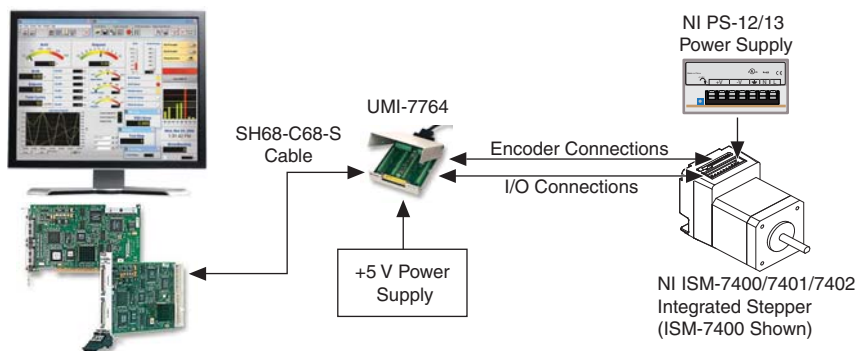 NI PS-12/13
Power Supply
UMI-7764
SH68-C68-S
Cable
Encoder Connections
I/O Connections
+5 V Power
Supply
NI ISM-7400/7401/7402
Integrated Stepper
(ISM-7400 Shown)